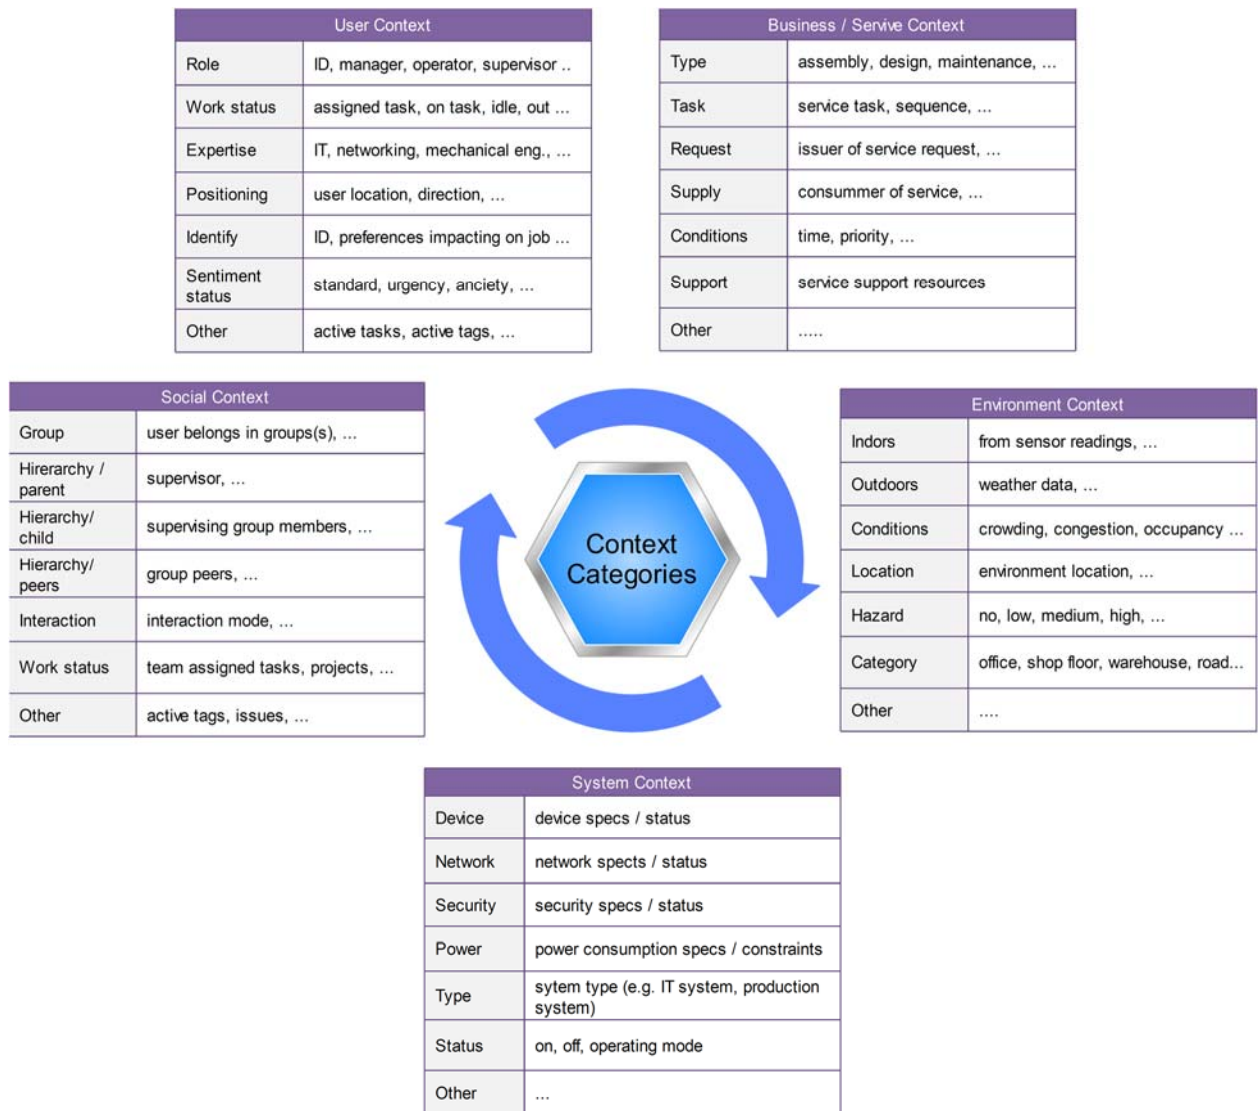 User Context
Role ID, manager, operator, supervisor ..
Work status assigned task, on task, idle, out ...
Expertise IT, networking, mechanical eng., ...
Positioning user location, direction, ...
Identify ID, preferences impacting on job ...
Sentiment
status
standard, urgency, anciety, ...
Other active tasks, active tags, ...
Business / Servive Context
Type assembly, design, maintenance, ...
Task service task, sequence, ...
Request issuer of service request, ...
Supply consummer of service, ...
Conditions time, priority, ...
Support service support resources
Other .....
Social Context
Group user belongs in groups(s), ...
Hirerarchy /
parent
supervisor, ...
Hierarchy/
child
supervising group members, ...
Hierarchy/
peers
group peers, ...
Interaction interaction mode, ...
Work status team assigned tasks, projects, ...
Other active tags, issues, ...
Context
Categories
Environment Context
Indors from sensor readings, ...
Outdoors weather data, ...
Conditions crowding, congestion, occupancy ...
Location environment location, ...
Hazard no, low, medium, high, ...
Category office, shop floor, warehouse, road...
Other ....
System Context
Device device specs / status
Network network spects / status
Security security specs / status
Power power consumption specs / constraints
Type sytem type (e.g. IT system, production
system)
Status on, off, operating mode
Other ...